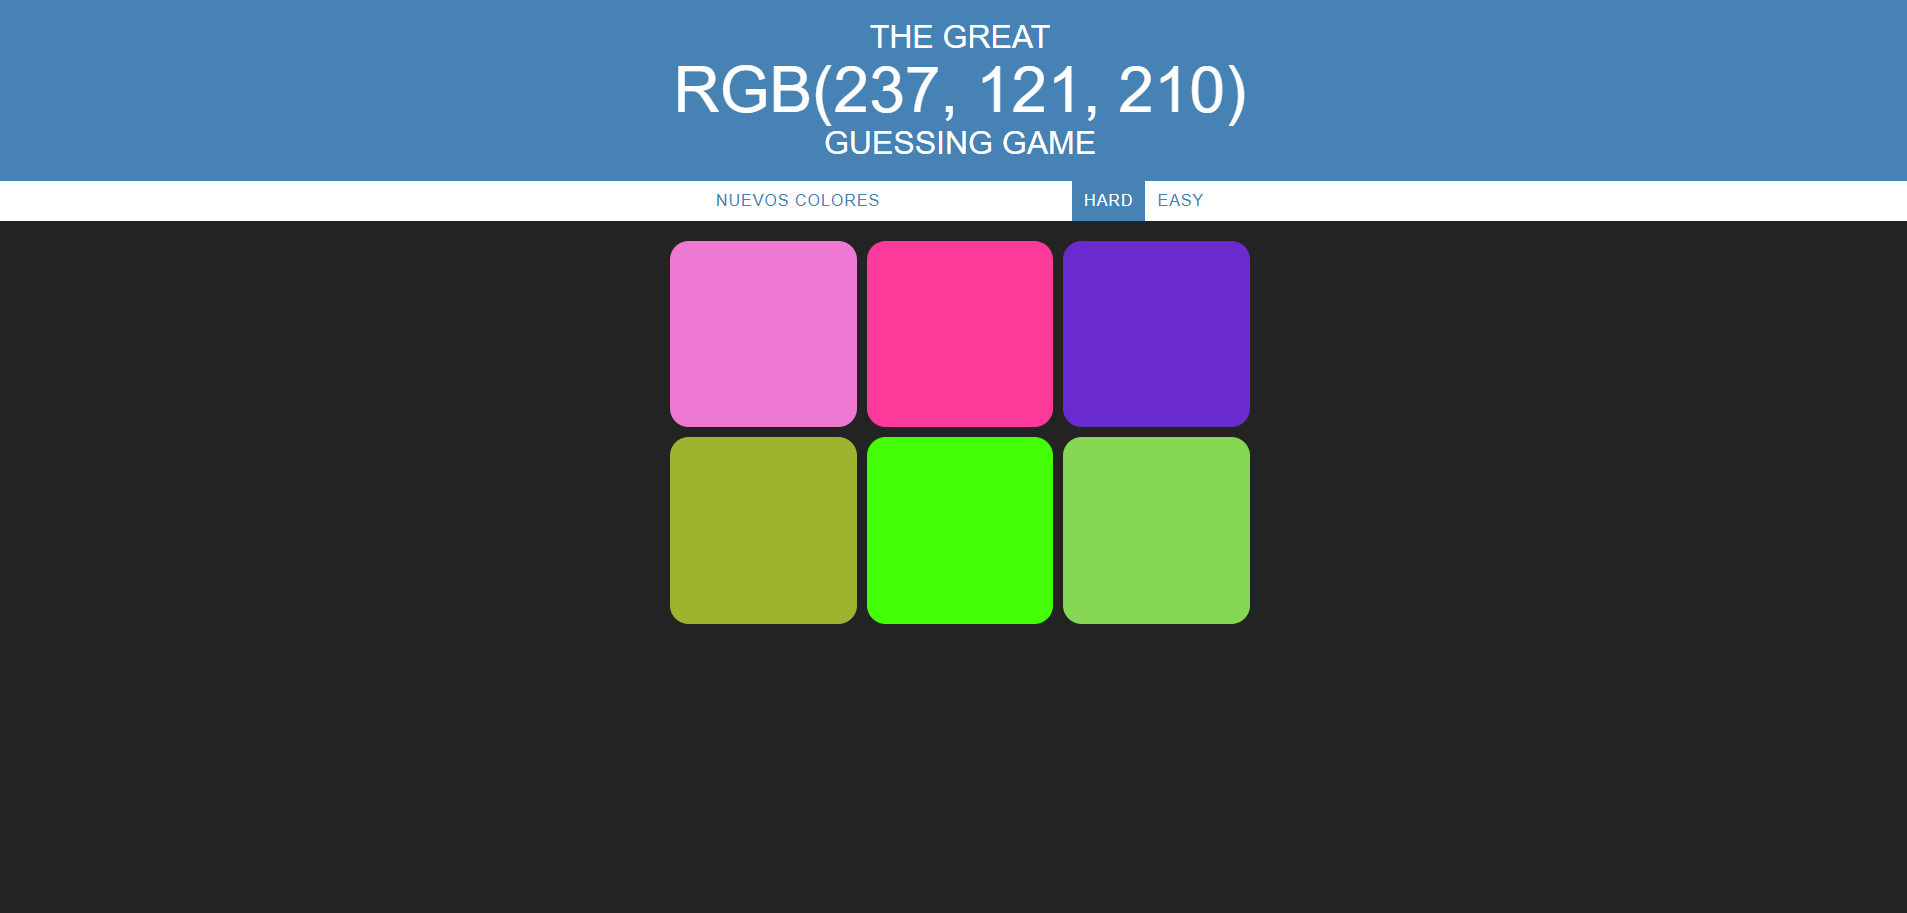 THE GREAT
RGB(237, 121, 210)
GUESSING GAME
NUEVOS COLORES HARD EASY